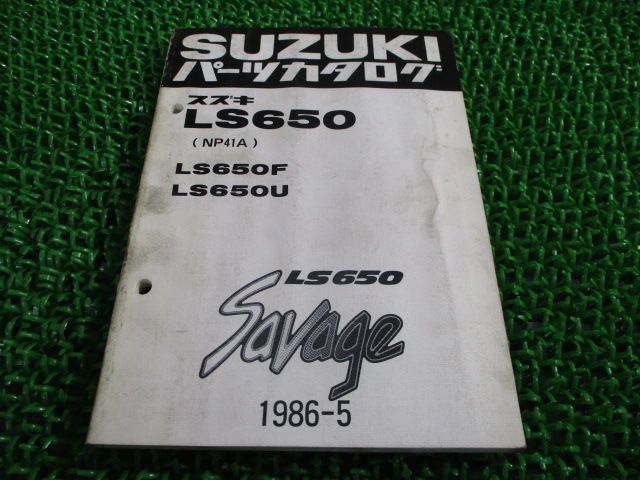 SUZUKI
パーツカタログ
スズキ
LS650
( NP41A )
LS650F
LS650U
LS650
Savage
1986-5